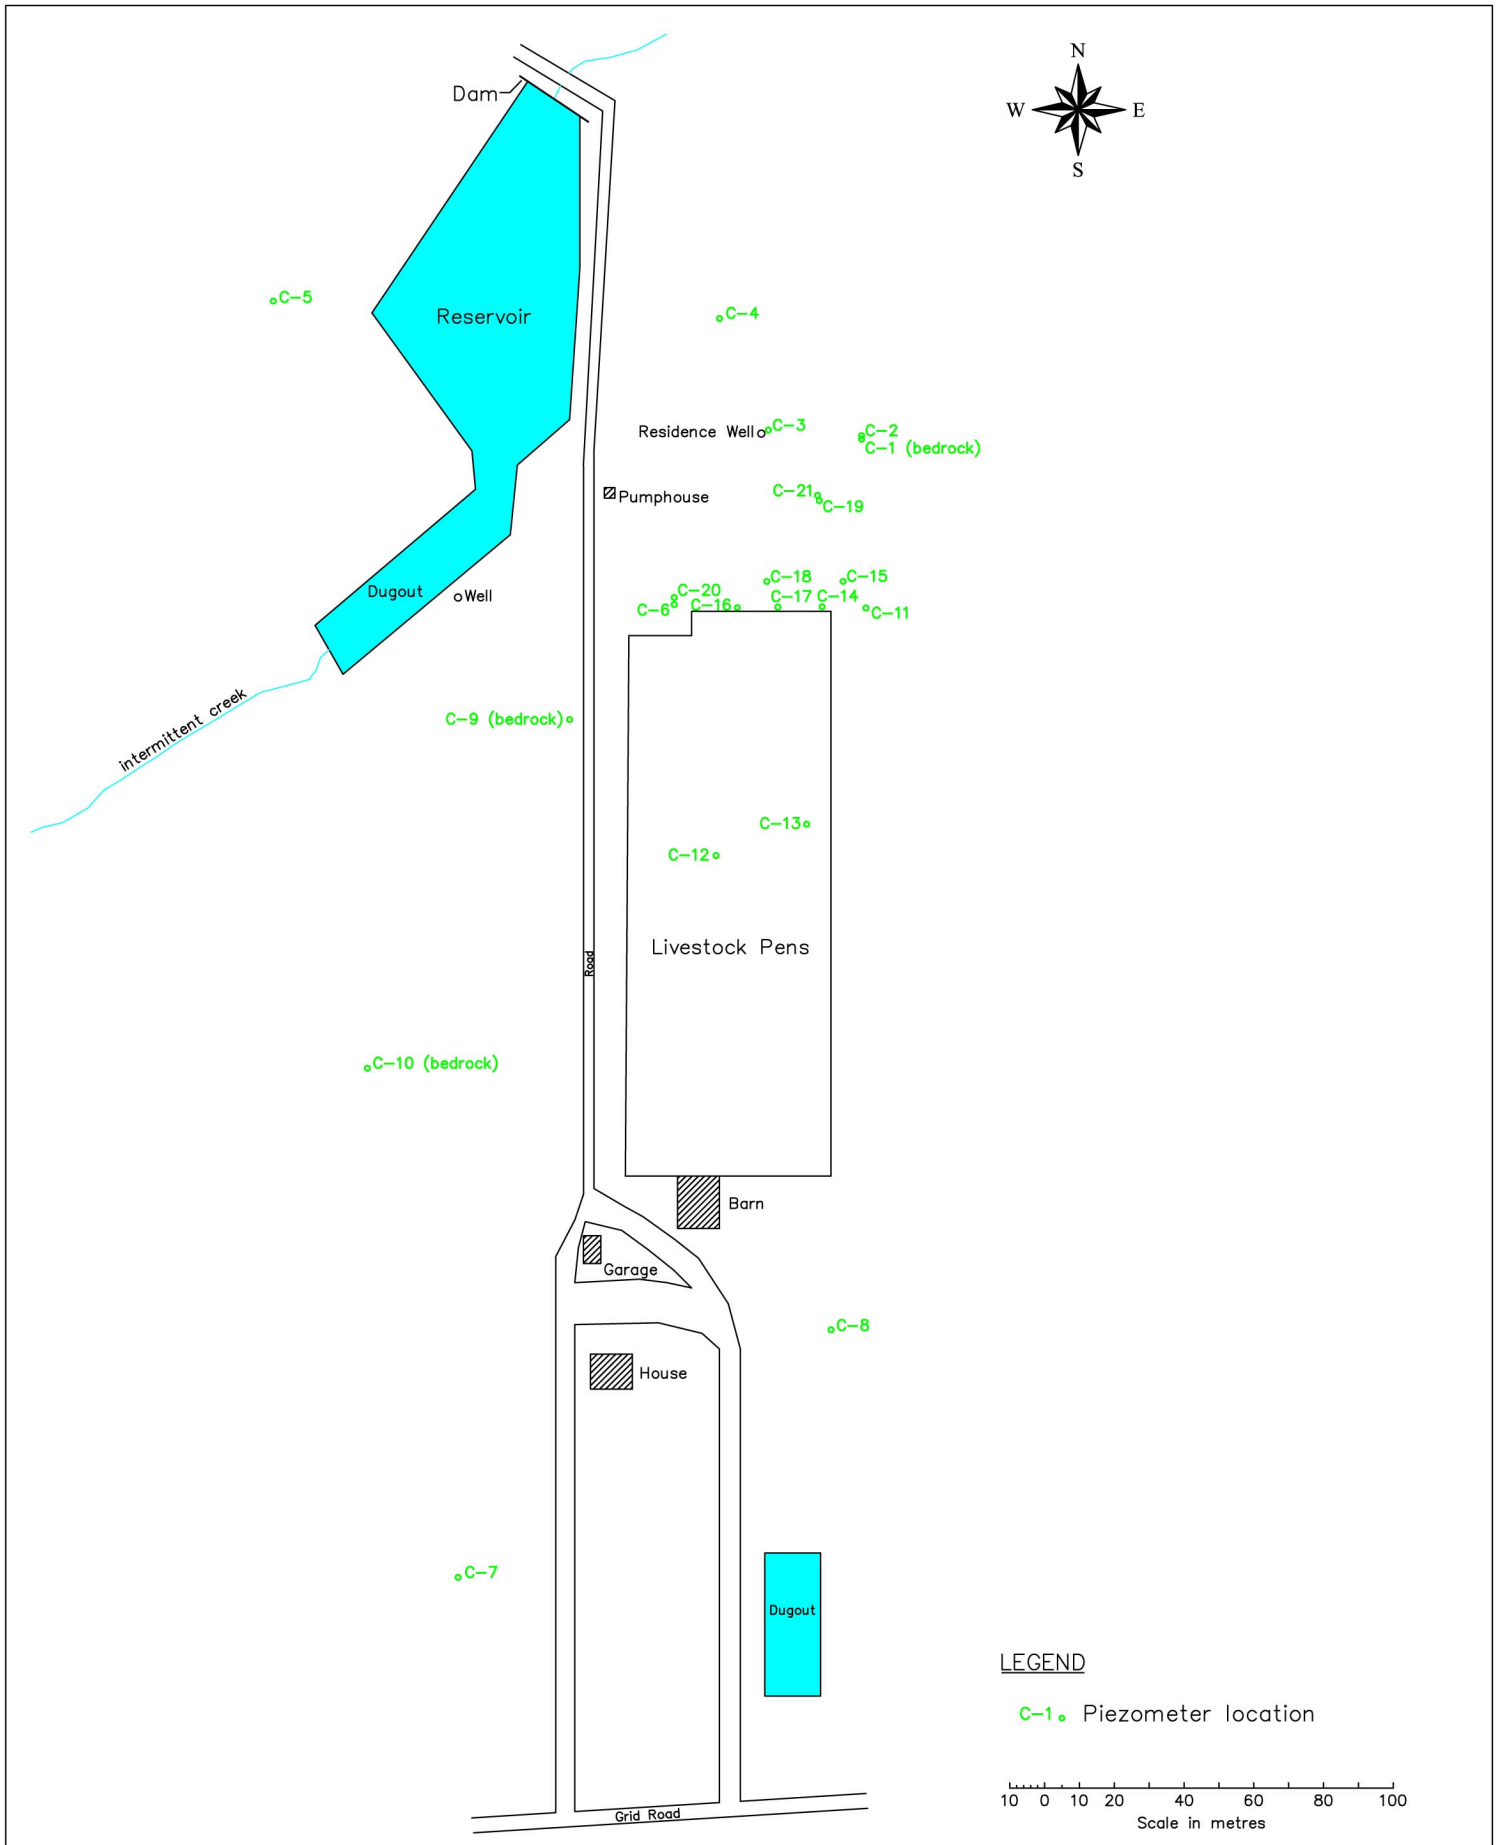 N
Dam
W E
S
C-5
Reservoir
C-4
Residence Well
C-3
C-2
C-1 (bedrock)
C-21
Pumphouse
C-19
C-18
C-15
Dugout
Well
C-20
C-6
C-16
C-17
C-14
C-11
intermittent creek
C-9 (bedrock)
C-13
C-12
Livestock Pens
Road
C-10 (bedrock)
Barn
Garage
C-8
House
C-7
Dugout
LEGEND
C-1 Piezometer location
10 0 10 20 40 60 80 100
Scale in metres
Grid Road